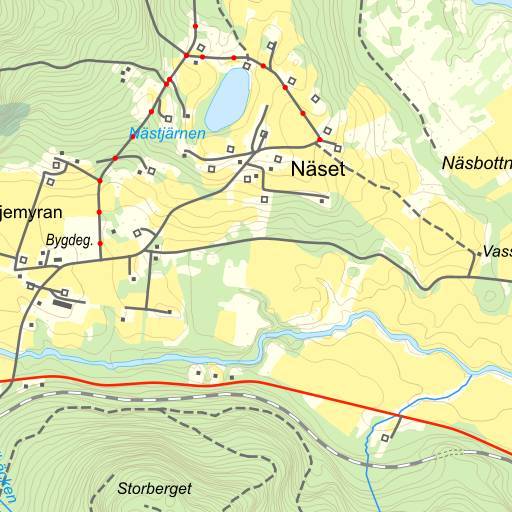 Nästjärnen
Näset
Näsbottn
jemyran
Bygdeg.
Vass
Storberget